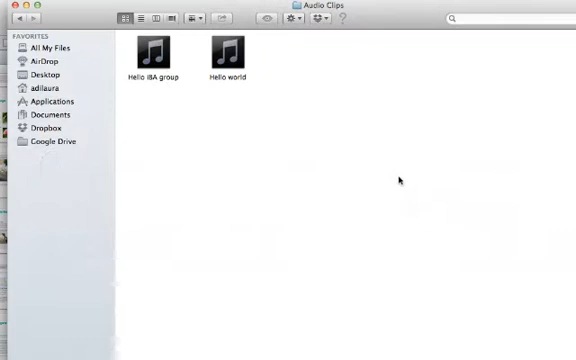 Audio Clips
FAVORITES
All My Files
AirDrop
Desktop
adilaura
Applications
Documents
Dropbox
Google Drive
Hello IBA group
Hello world